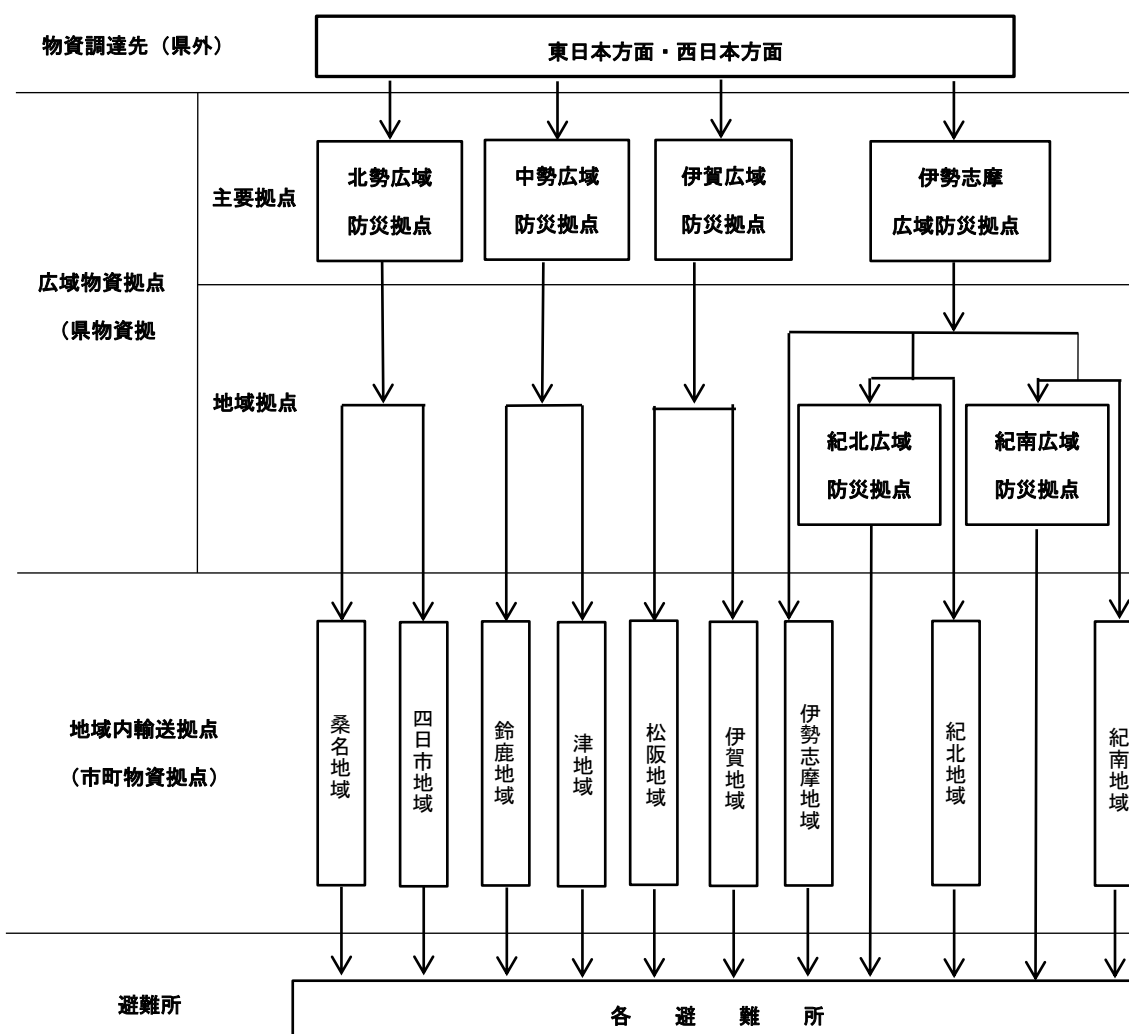 物資調達先（県外）
東日本方面・西日本方面
広域物資拠点
（県物資拠
主要拠点
北勢広域
防災拠点
中勢広域
防災拠点
伊賀広域
防災拠点
伊勢志摩
広域防災拠点
地域拠点
紀北広域
防災拠点
紀南広域
防災拠点
地域内輸送拠点
（市町物資拠点）
桑名地域
四日市地域
鈴鹿地域
津地域
松阪地域
伊賀地域
伊勢志摩地域
紀北地域
紀南地域
避難所
各避難所